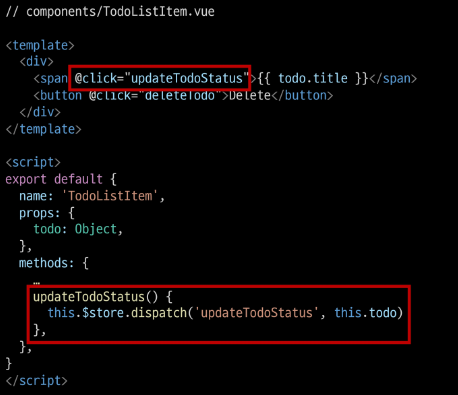 // components/TodoListItem.vue
<template>
  <div>
    <span @click="updateTodoStatus">{{ todo.title }}</span>
    <button @click="deleteTodo">Delete</button>
  </div>
</template>
<script>
export default {
  name: 'TodoListItem',
  props: {
    todo: Object,
  },
  methods: {
    …
    updateTodoStatus() {
      this.$store.dispatch('updateTodoStatus', this.todo)
    },
  },
}
</script>